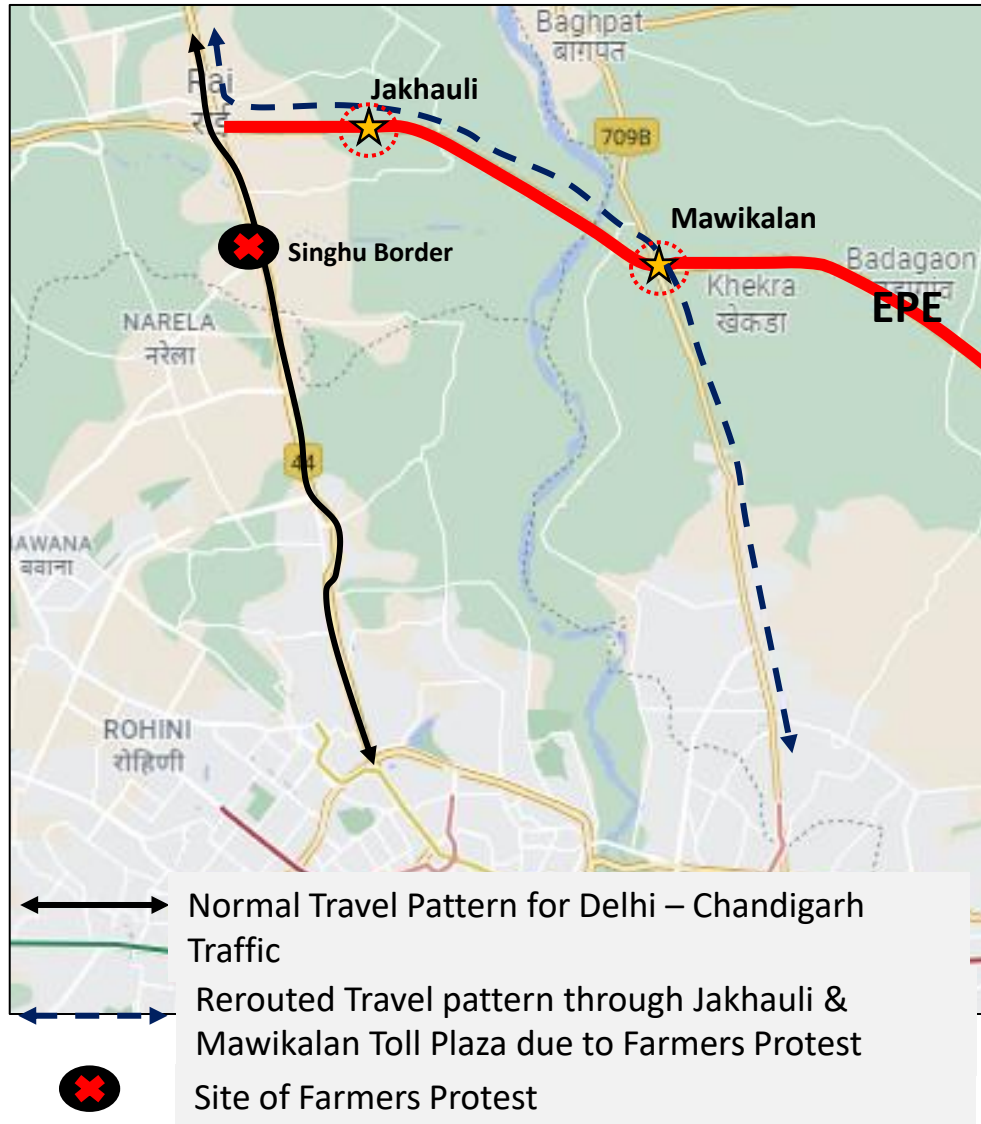 Baghpat
बाग़पत
Rai
राई
Jakhauli
709B
Mawikalan
Singhu Border
Badagaon
EPE
Khekra
खेकडा
NARELA
नरेला
44
BAWANA
बवाना
ROHINI
रोहिणी
Normal Travel Pattern for Delhi – Chandigarh
Traffic
Rerouted Travel pattern through Jakhauli &
Mawikalan Toll Plaza due to Farmers Protest
Site of Farmers Protest